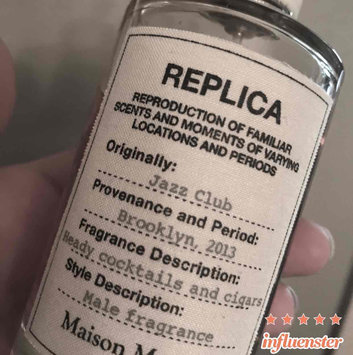 REPLICA
REPRODUCTION OF FAMILIAR
SCENTS AND MOMENTS OF VARYING
LOCATIONS AND PERIODS
Originally:
Jazz Club
Provenance and Period:
Brooklyn, 2013
Fragrance Description:
Heady cocktails and cigars
Style Description:
Male fragrance
Maison M
influenster